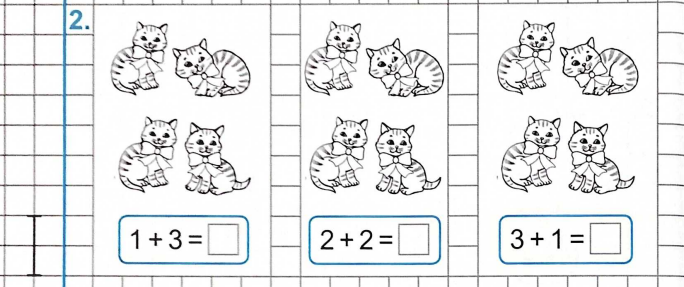 2.
1 + 3 = □
2 + 2 = □
3 + 1 = □